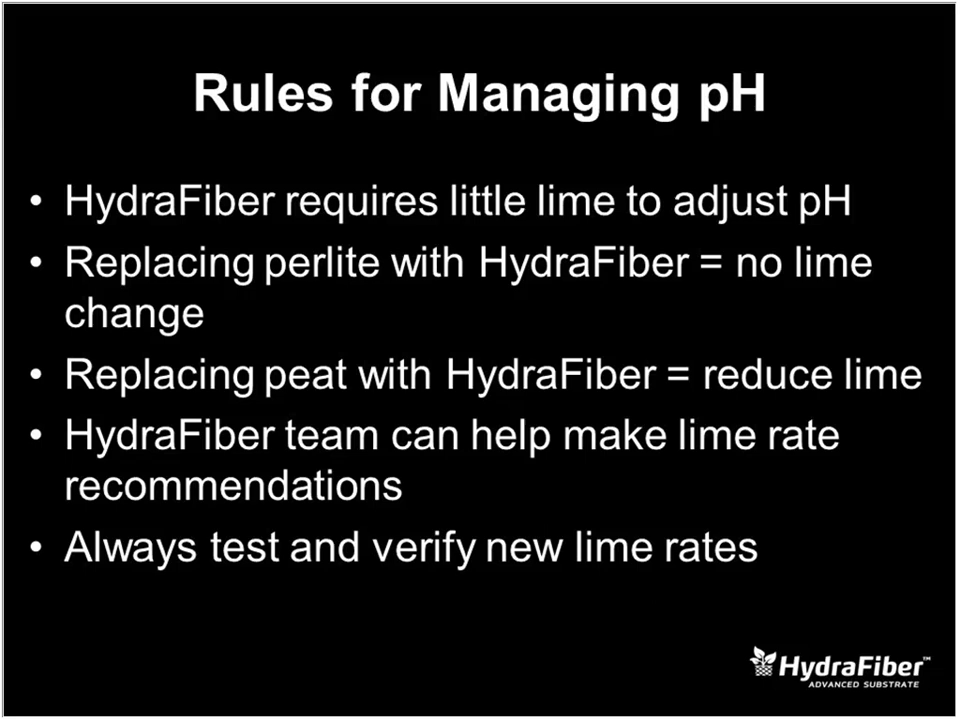 Rules for Managing pH
• HydraFiber requires little lime to adjust pH
• Replacing perlite with HydraFiber = no lime
change
• Replacing peat with HydraFiber = reduce lime
• HydraFiber team can help make lime rate
recommendations
• Always test and verify new lime rates
HydraFiber™
ADVANCED SUBSTRATE